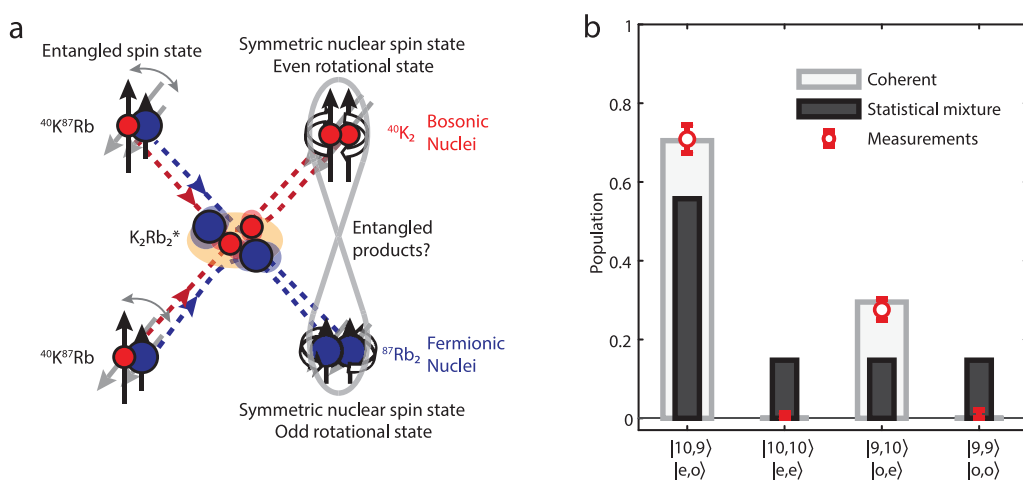 a
Entangled spin state
Symmetric nuclear spin state
Even rotational state
⁴⁰K⁸⁷Rb
⁴⁰K₂
Bosonic
Nuclei
K₂Rb₂*
Entangled
products?
⁴⁰K⁸⁷Rb
⁸⁷Rb₂
Fermionic
Nuclei
Symmetric nuclear spin state
Odd rotational state
b
1
0.8
0.6
0.4
0.2
0
Population
Coherent
Statistical mixture
Measurements
|10,9⟩ |10,10⟩ |9,10⟩ |9,9⟩
|e,o⟩ |e,e⟩ |o,e⟩ |o,o⟩